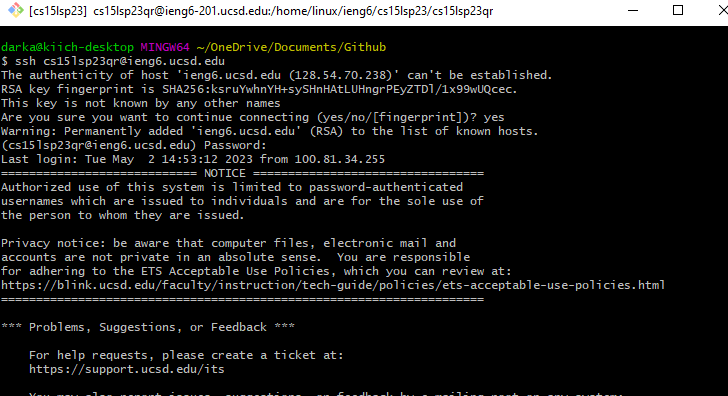 [cs15lsp23] cs15lsp23qr@ieng6-201.ucsd.edu:/home/linux/ieng6/cs15lsp23/cs15lsp23qr
darka@kiich-desktop MINGW64 ~/OneDrive/Documents/Github
$ ssh cs15lsp23qr@ieng6.ucsd.edu
The authenticity of host 'ieng6.ucsd.edu (128.54.70.238)' can't be established.
RSA key fingerprint is SHA256:ksruYwhnYH+sySHnHAtLUHngrPEyZTDl/1x99wUQcec.
This key is not known by any other names
Are you sure you want to continue connecting (yes/no/[fingerprint])? yes
Warning: Permanently added 'ieng6.ucsd.edu' (RSA) to the list of known hosts.
(cs15lsp23qr@ieng6.ucsd.edu) Password:
Last login: Tue May  2 14:53:12 2023 from 100.81.34.255
========================== NOTICE ==============================
Authorized use of this system is limited to password-authenticated
usernames which are issued to individuals and are for the sole use of
the person to whom they are issued.
Privacy notice: be aware that computer files, electronic mail and
accounts are not private in an absolute sense.  You are responsible
for adhering to the ETS Acceptable Use Policies, which you can review at:
https://blink.ucsd.edu/faculty/instruction/tech-guide/policies/ets-acceptable-use-policies.html
================================================================
*** Problems, Suggestions, or Feedback ***
For help requests, please create a ticket at:
https://support.ucsd.edu/its